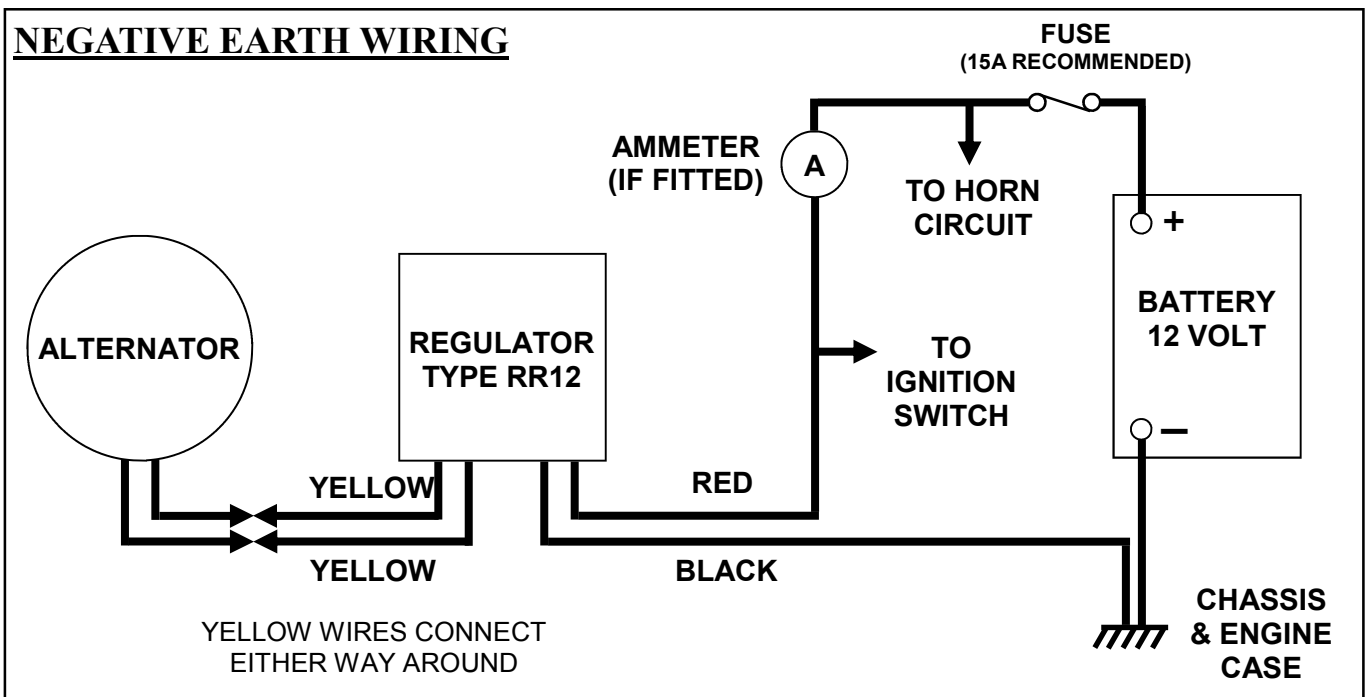 NEGATIVE EARTH WIRING
FUSE
(15A RECOMMENDED)
AMMETER
(IF FITTED)
A
TO HORN
CIRCUIT
+
BATTERY
12 VOLT
–
ALTERNATOR
REGULATOR
TYPE RR12
TO
IGNITION
SWITCH
YELLOW
RED
YELLOW
BLACK
YELLOW WIRES CONNECT
EITHER WAY AROUND
CHASSIS
& ENGINE
CASE